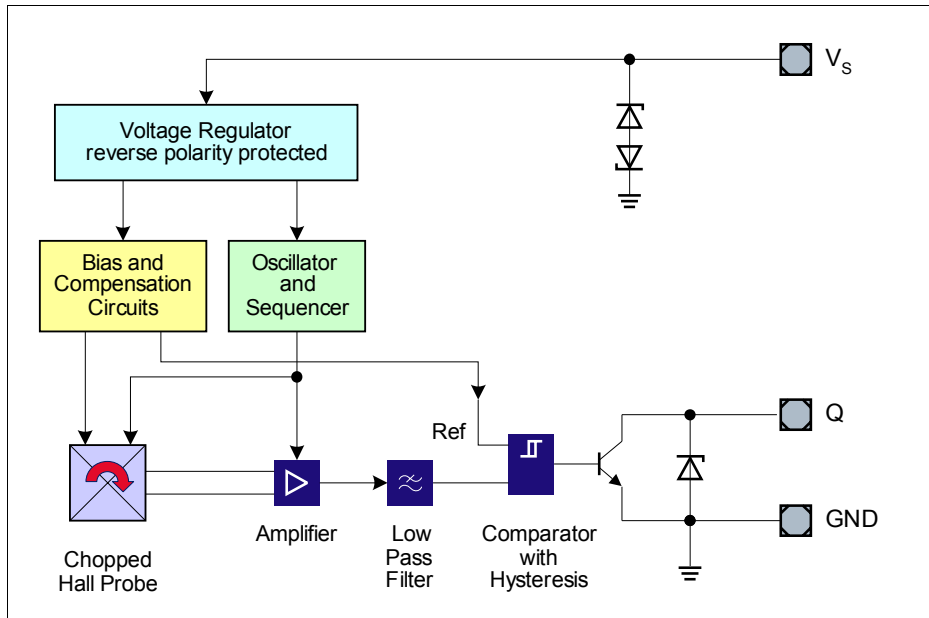 V_S
Voltage Regulator
reverse polarity protected
Bias and
Compensation
Circuits
Oscillator
and
Sequencer
Ref
Q
GND
Amplifier
Low
Pass
Filter
Comparator
with
Hysteresis
Chopped
Hall Probe